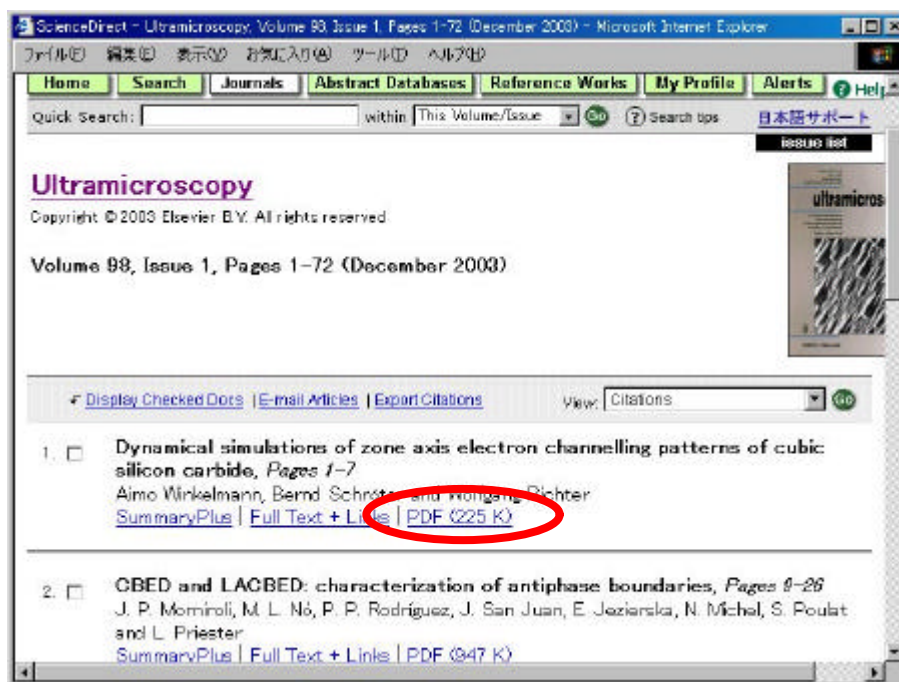 ScienceDirect - Ultramicroscopy, Volume 98, Issue 1, Pages 1-72 (December 2003) - Microsoft Internet Explorer
ファイル(F) 編集(E) 表示(V) お気に入り(A) ツール(T) ヘルプ(H)
Home Search Journals Abstract Databases Reference Works My Profile Alerts ? Help
Quick Search: within This Volume/Issue Go ? Search tips 日本語サポート
issue list
Ultramicroscopy
ultramicros
Copyright © 2003 Elsevier B.V. All rights reserved
Volume 98, Issue 1, Pages 1-72 (December 2003)
Display Checked Docs | E-mail Articles | Export Citations View: Citations Go
1. Dynamical simulations of zone axis electron channelling patterns of cubic
silicon carbide, Pages 1-7
Aimo Winkelmann, Bernd Schröter and Wolfgang Richter
SummaryPlus | Full Text + Links | PDF (225 K)
2. CBED and LACBED: characterization of antiphase boundaries, Pages 9-26
J. P. Morniroli, M. L. Nó, P. P. Rodríguez, J. San Juan, E. Jezierska, N. Michel, S. Poulat
and L. Priester
SummaryPlus | Full Text + Links | PDF (947 K)